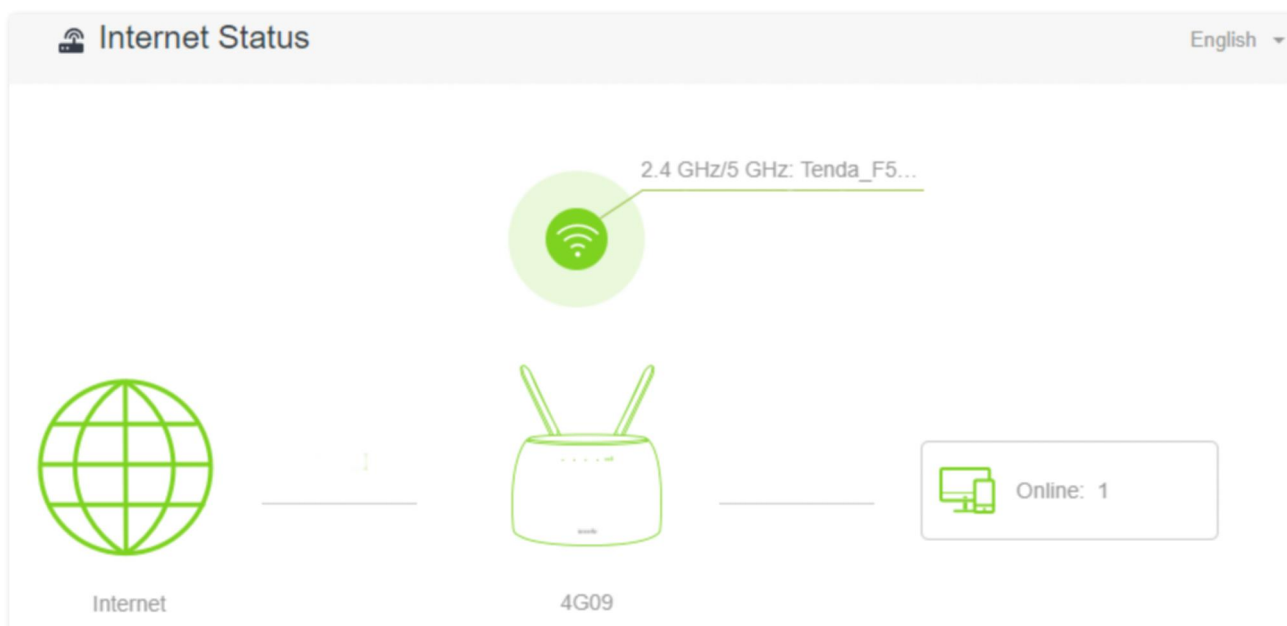 Internet Status
English
2.4 GHz/5 GHz: Tenda_F5...
Online: 1
Internet
4G09